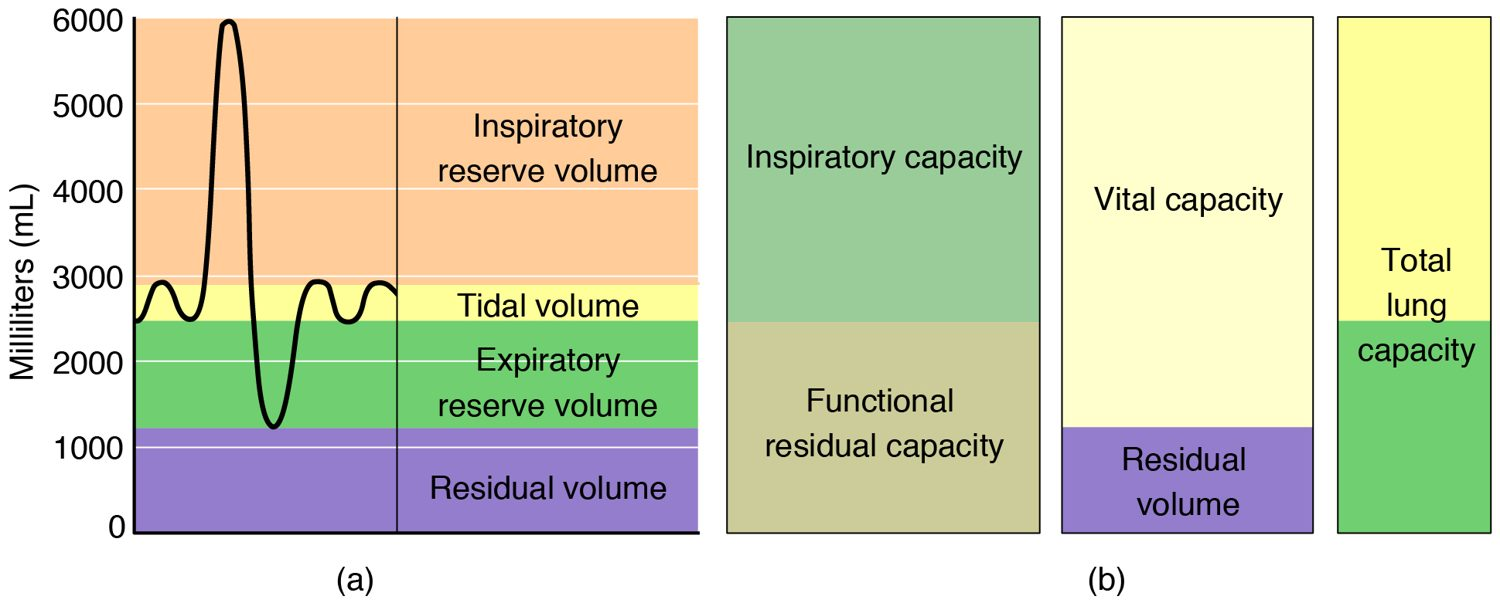 6000
5000
4000
3000
2000
1000
0
Milliliters (mL)
Inspiratory
reserve volume
Tidal volume
Expiratory
reserve volume
Residual volume
(a)
Inspiratory capacity
Functional
residual capacity
Vital capacity
Residual
volume
Total
lung
capacity
(b)